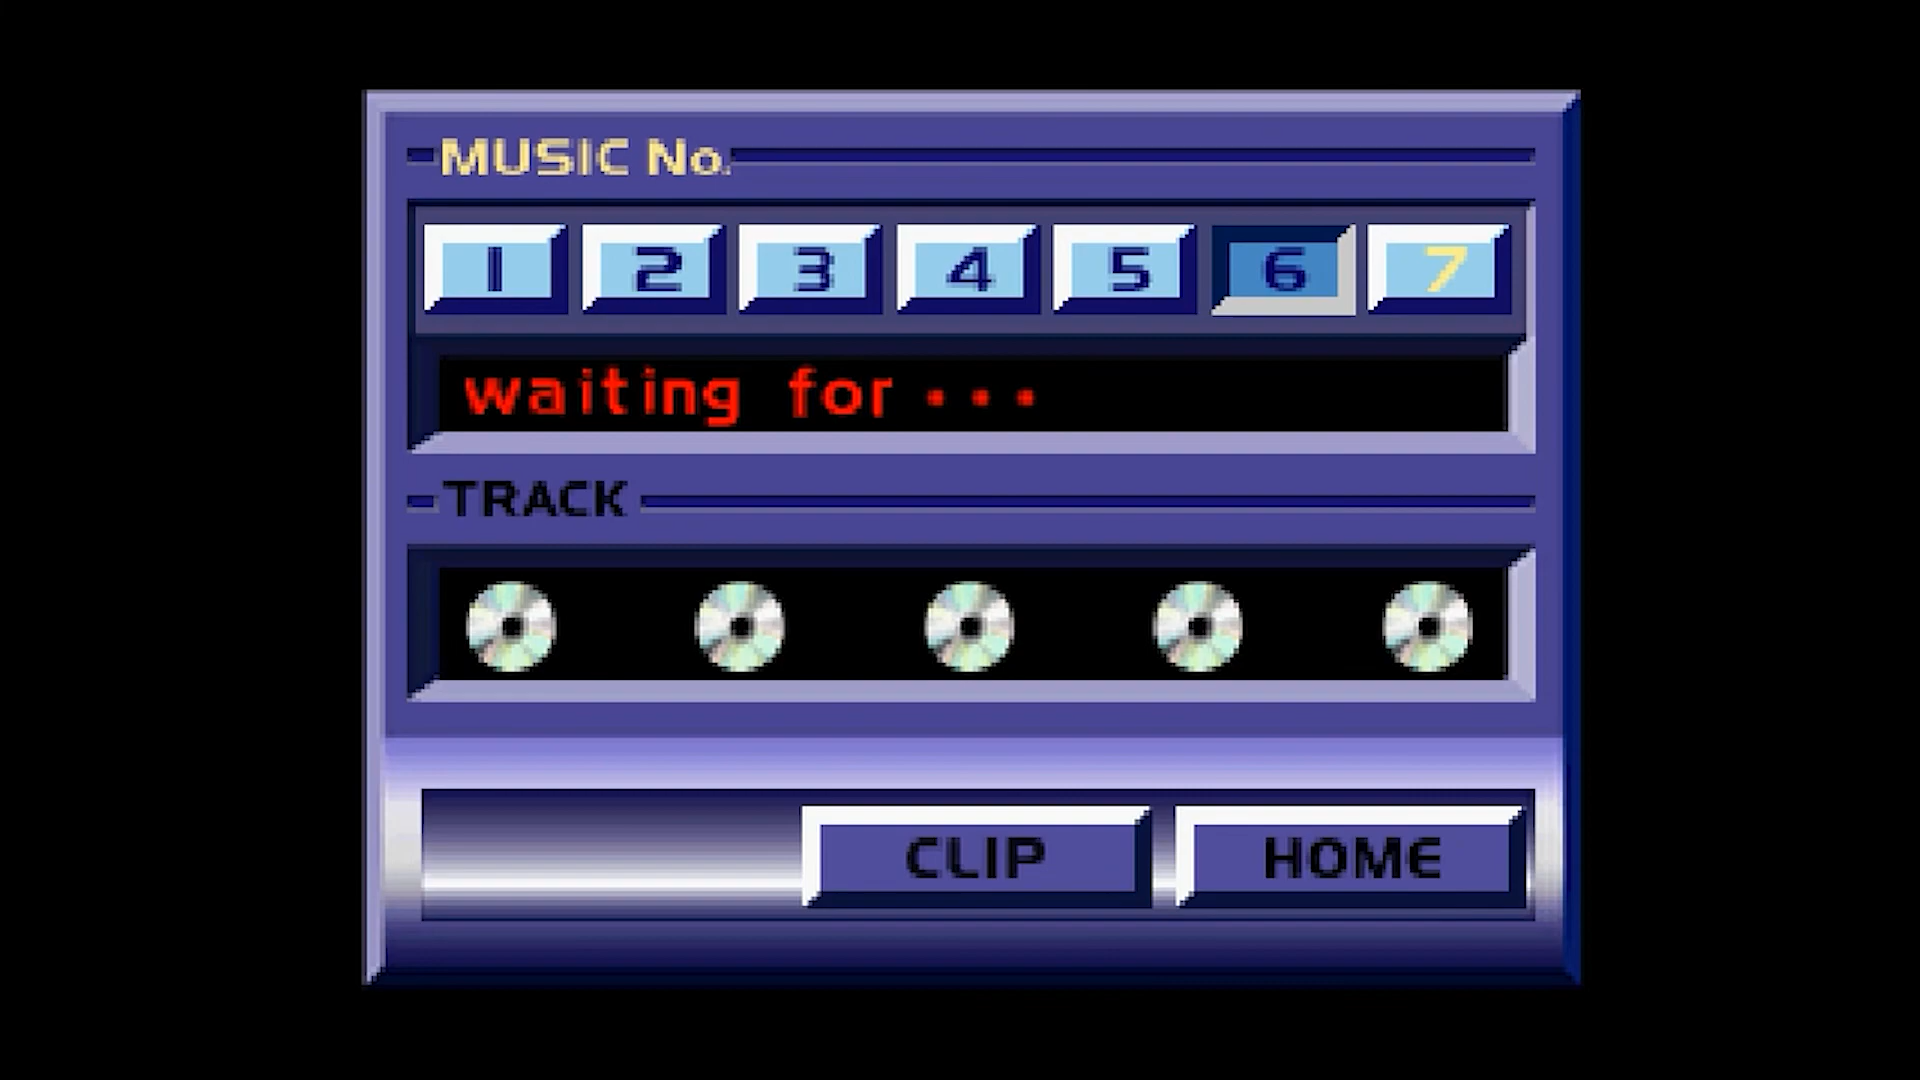 MUSIC No.
1 2 3 4 5 6 7
waiting for・・・
TRACK
CLIP HOME